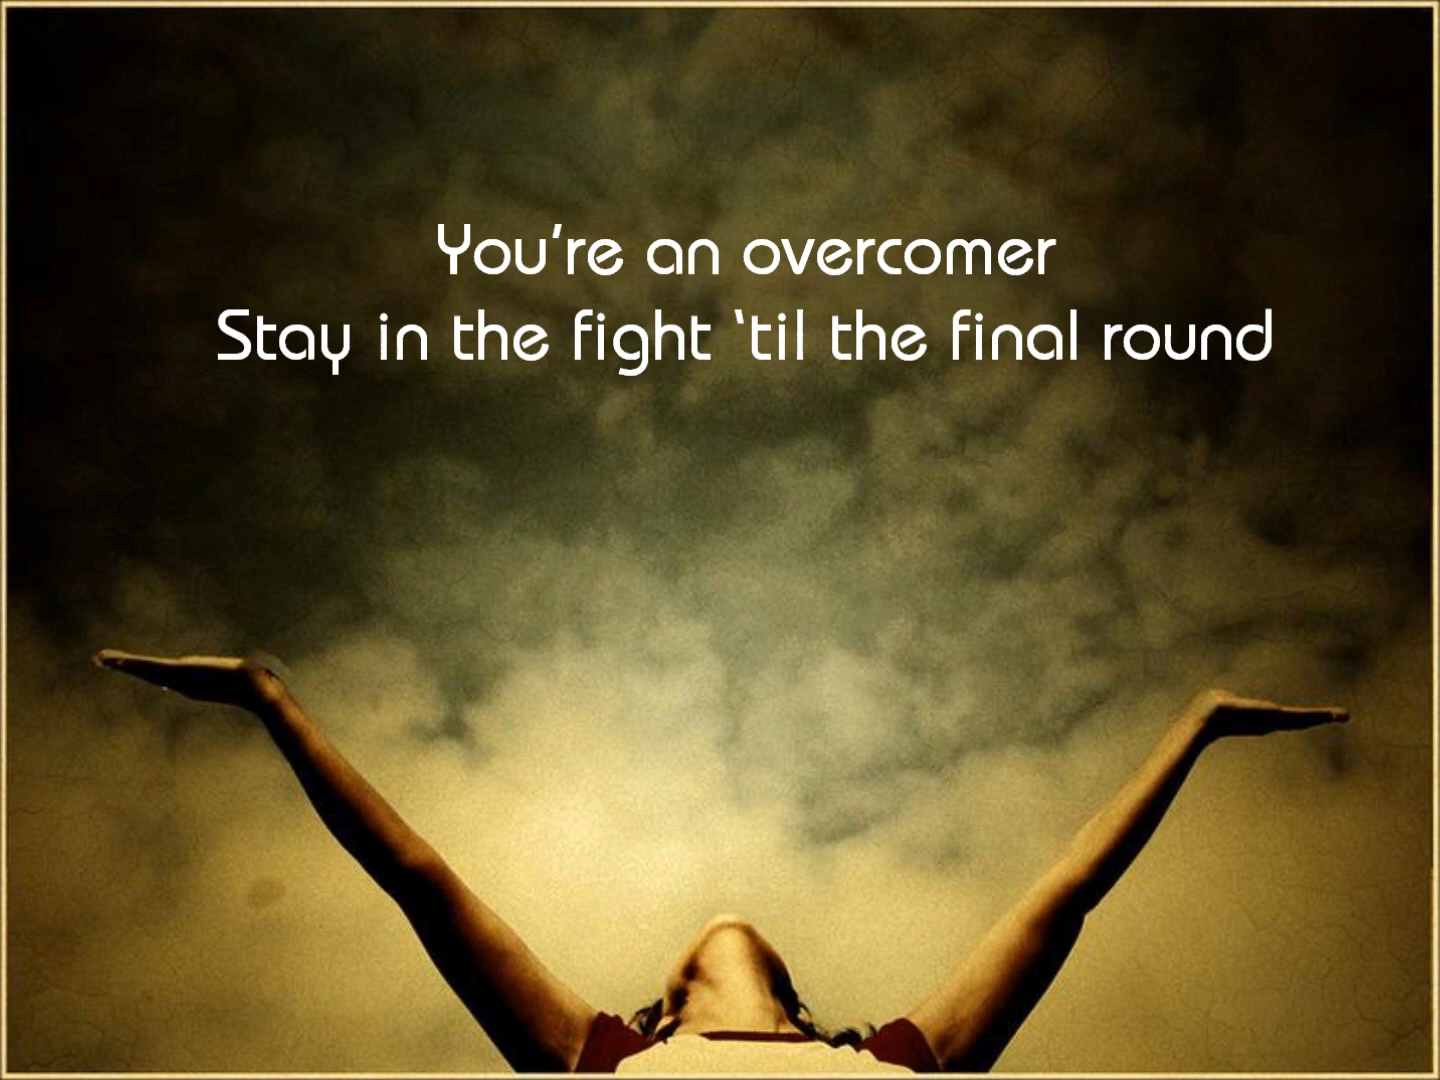 You’re an overcomer
Stay in the fight ‘til the final round